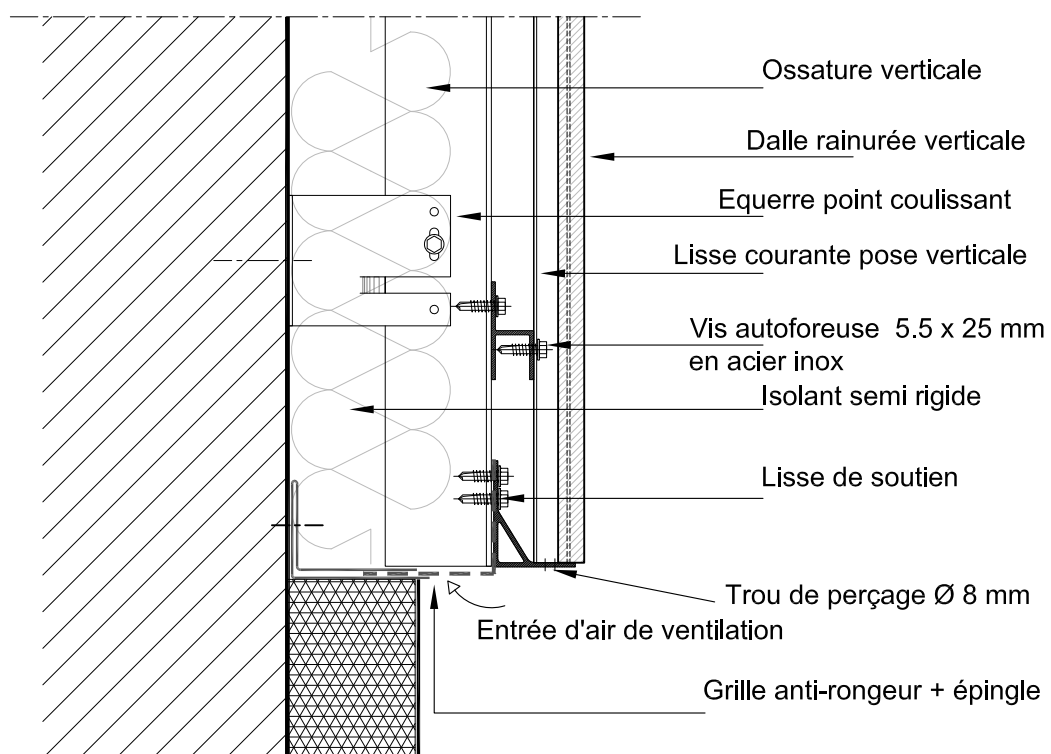 Ossature verticale
Dalle rainurée verticale
Equerre point coulissant
Lisse courante pose verticale
Vis autoforeuse 5.5 x 25 mm
en acier inox
Isolant semi rigide
Lisse de soutien
Trou de perçage Ø 8 mm
Entrée d'air de ventilation
Grille anti-rongeur + épingle